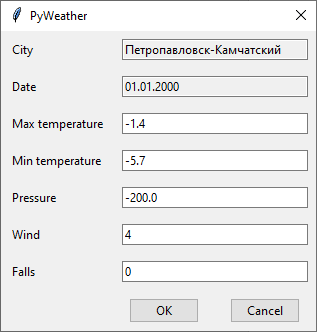 PyWeather
City Петропавловск-Камчатский
Date 01.01.2000
Max temperature -1.4
Min temperature -5.7
Pressure -200.0
Wind 4
Falls 0
OK Cancel